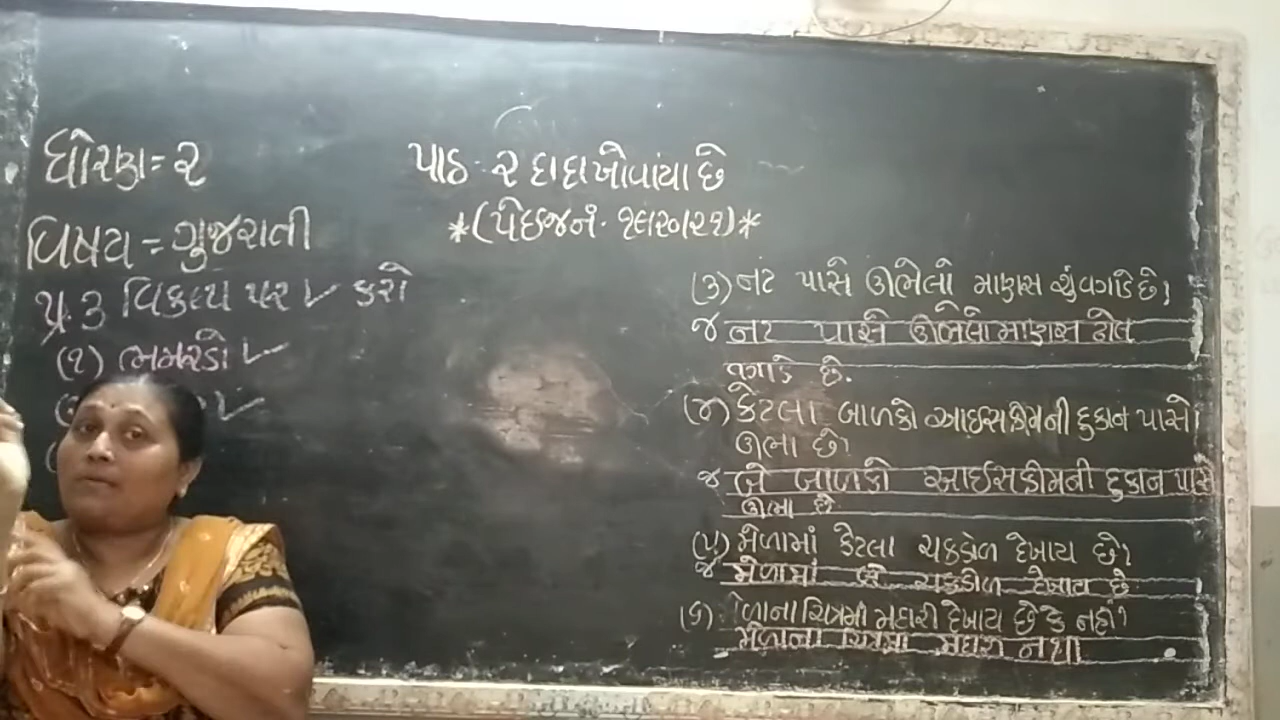 ધોરણ = ૨
વિષય = ગુજરાતી
પ્ર. ૩ વિકલ્પ પર ✓ કરો
(૧) ભમરડો ✓
પાઠ ૨ દાદા ખોવાયા છે
*(પેઇજનં. ૧૯૨૦૨૧)*
(૩) નટ પાસે ઊભેલો માણસ શું વગાડે છે?
જ નટ પાસે ઊભેલો માણસ ઢોલ
વગાડે છે.
(૪) કેટલા બાળકો આઇસક્રીમની દુકાન પાસે
ઊભા છે?
જ બે બાળકો આઈસક્રીમની દુકાન પાસે
ઊભા છે
(૫) મેળામાં કેટલા ચકડોળ દેખાય છે?
જ મેળામાં બે ચકડોળ દેખાય છે
(૬) મેળાના ચિત્રમાં મદારી દેખાય છે કે નહીં?
મેળાના ચિત્રમાં મદારી નથી